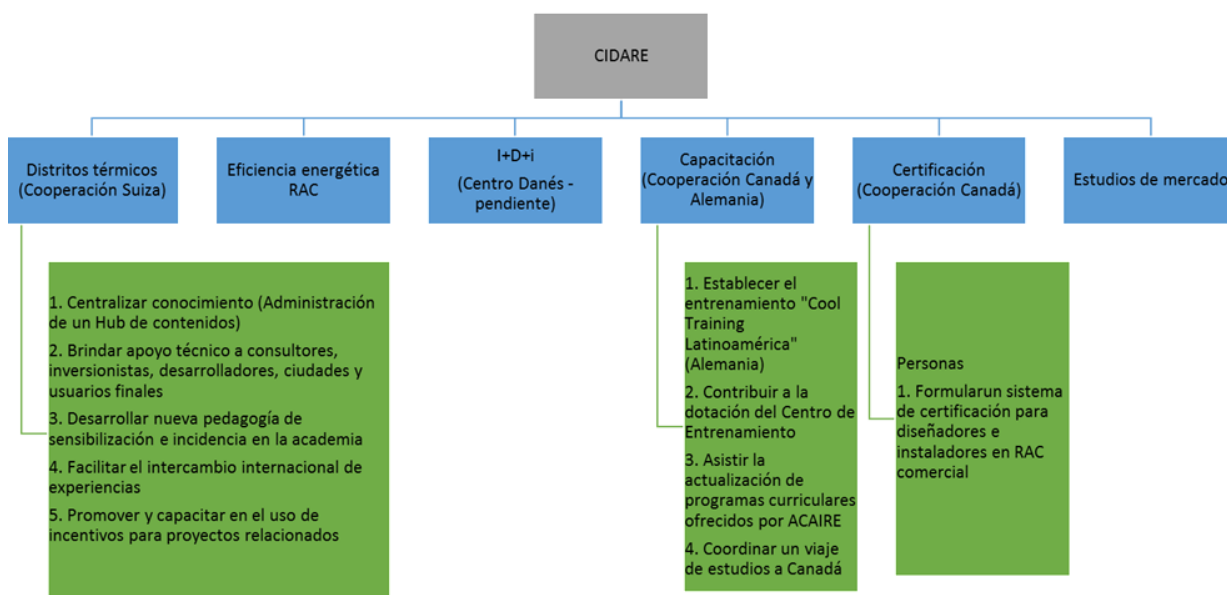 CIDARE
Distritos térmicos
(Cooperación Suiza)
Eficiencia energética
RAC
I+D+i
(Centro Danés -
pendiente)
Capacitación
(Cooperación Canadá y
Alemania)
Certificación
(Cooperación Canadá)
Estudios de mercado
1. Centralizar conocimiento (Administración
de un Hub de contenidos)
2. Brindar apoyo técnico a consultores,
inversionistas, desarrolladores, ciudades y
usuarios finales
3. Desarrollar nueva pedagogía de
sensibilización e incidencia en la academia
4. Facilitar el intercambio internacional de
experiencias
5. Promover y capacitar en el uso de
incentivos para proyectos relacionados
1. Establecer el
entrenamiento "Cool
Training
Latinoamérica"
(Alemania)
2. Contribuir a la
dotación del Centro de
Entrenamiento
3. Asistir la
actualización de
programas curriculares
ofrecidos por ACAIRE
4. Coordinar un viaje
de estudios a Canadá
Personas
1. Formularun sistema
de certificación para
diseñadores e
instaladores en RAC
comercial